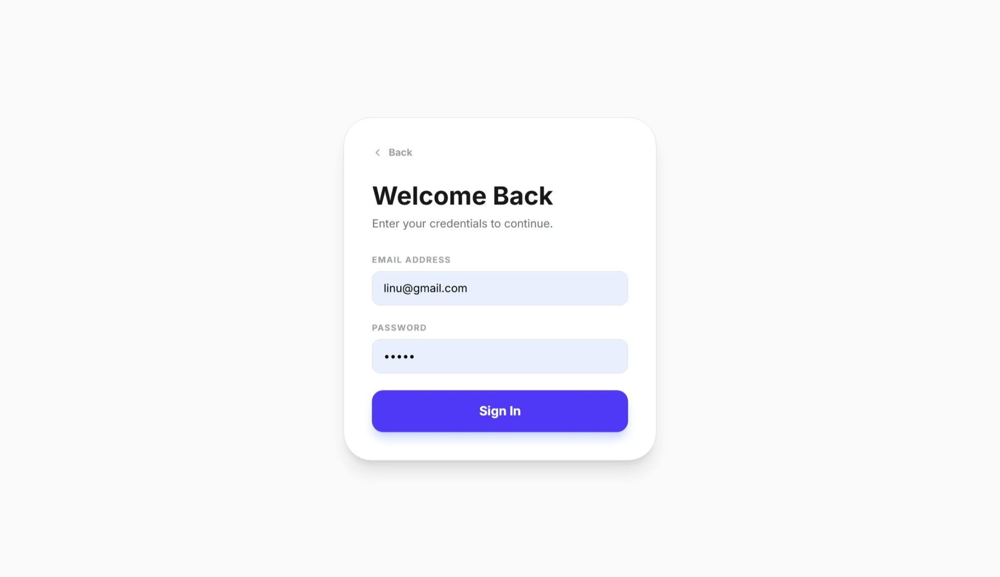 Back
Welcome Back
Enter your credentials to continue.
EMAIL ADDRESS
linu@gmail.com
PASSWORD
•••••
Sign In